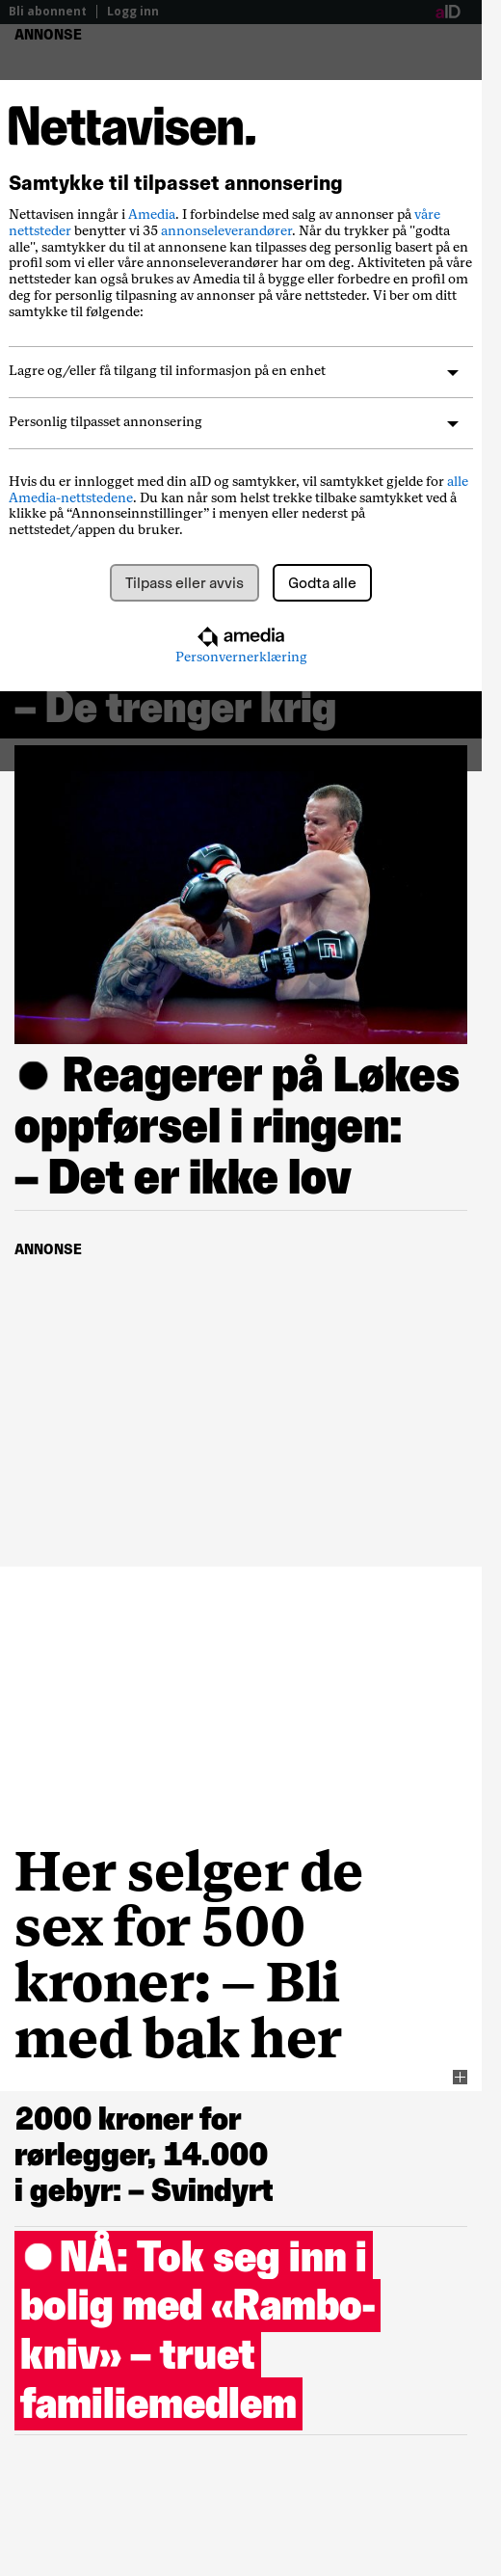 Bli abonnent | Logg inn
aID
ANNONSE
Nettavisen.
Samtykke til tilpasset annonsering
Nettavisen inngår i Amedia. I forbindelse med salg av annonser på våre
nettsteder benytter vi 35 annonseleverandører. Når du trykker på "godta
alle", samtykker du til at annonsene kan tilpasses deg personlig basert på en
profil som vi eller våre annonseleverandører har om deg. Aktiviteten på våre
nettsteder kan også brukes av Amedia til å bygge eller forbedre en profil om
deg for personlig tilpasning av annonser på våre nettsteder. Vi ber om ditt
samtykke til følgende:
Lagre og/eller få tilgang til informasjon på en enhet
Personlig tilpasset annonsering
Hvis du er innlogget med din aID og samtykker, vil samtykket gjelde for alle
Amedia-nettstedene. Du kan når som helst trekke tilbake samtykket ved å
klikke på “Annonseinnstillinger” i menyen eller nederst på
nettstedet/appen du bruker.
Tilpass eller avvis
Godta alle
amedia
Personvernerklæring
– De trenger krig
Reagerer på Løkes
oppførsel i ringen:
– Det er ikke lov
ANNONSE
Her selger de
sex for 500
kroner: – Bli
med bak her
2000 kroner for
rørlegger, 14.000
i gebyr: – Svindyrt
NÅ: Tok seg inn i
bolig med «Rambo-
kniv» – truet
familiemedlem